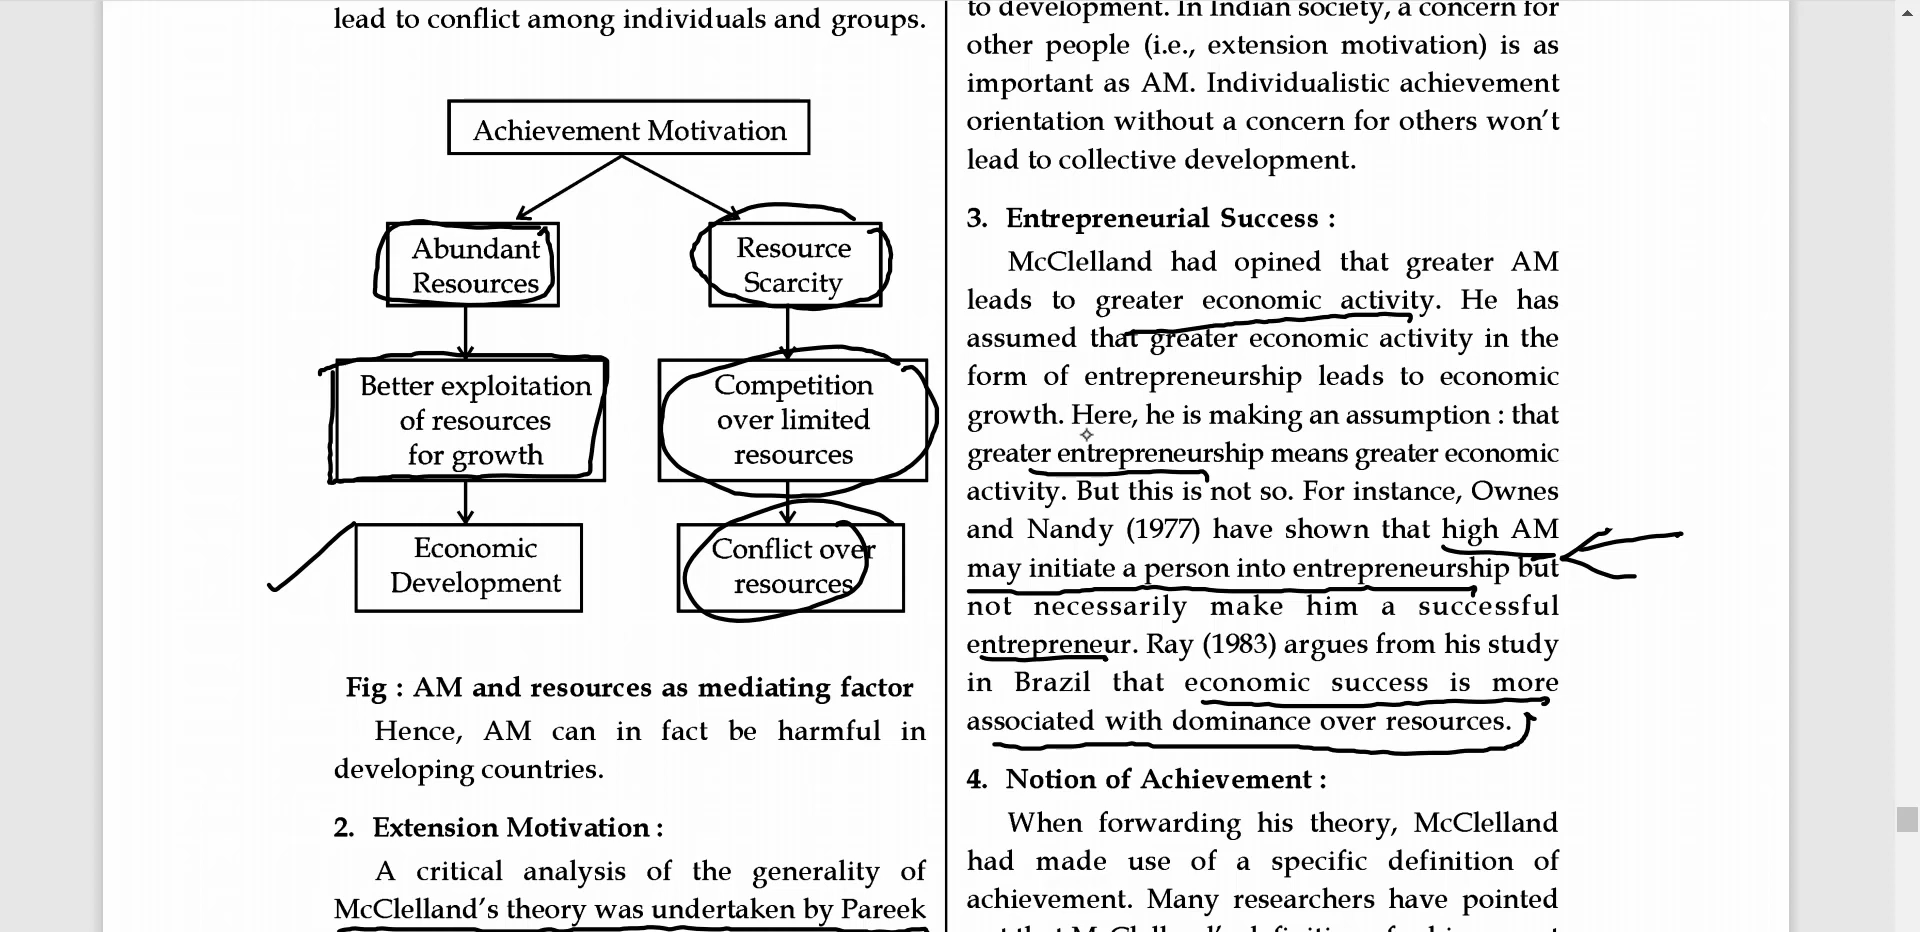 lead to conflict among individuals and groups.
Achievement Motivation
Abundant
Resources
Resource
Scarcity
Better exploitation
of resources
for growth
Competition
over limited
resources
Economic
Development
Conflict over
resources
Fig : AM and resources as mediating factor
Hence, AM can in fact be harmful in
developing countries.
2. Extension Motivation :
A critical analysis of the generality of
McClelland's theory was undertaken by Pareek
to development. In Indian society, a concern for
other people (i.e., extension motivation) is as
important as AM. Individualistic achievement
orientation without a concern for others won't
lead to collective development.
3. Entrepreneurial Success :
McClelland had opined that greater AM
leads to greater economic activity. He has
assumed that greater economic activity in the
form of entrepreneurship leads to economic
growth. Here, he is making an assumption : that
greater entrepreneurship means greater economic
activity. But this is not so. For instance, Ownes
and Nandy (1977) have shown that high AM
may initiate a person into entrepreneurship but
not necessarily make him a successful
entrepreneur. Ray (1983) argues from his study
in Brazil that economic success is more
associated with dominance over resources.
4. Notion of Achievement :
When forwarding his theory, McClelland
had made use of a specific definition of
achievement. Many researchers have pointed